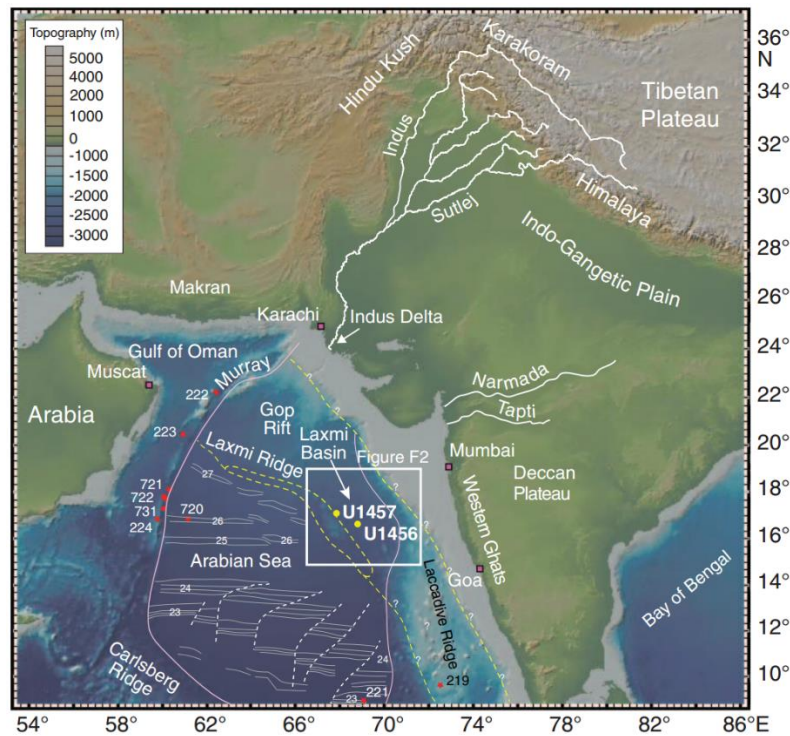 Topography (m)
5000
4000
2000
1000
0
-1000
-1500
-2000
-2500
-3000
36°
N
34°
32°
30°
28°
26°
24°
22°
20°
18°
16°
14°
12°
10°
Hindu Kush
Karakoram
Tibetan
Plateau
Indus
Sutlej
Himalaya
Indo-Gangetic Plain
Makran
Karachi
Indus Delta
Gulf of Oman
Muscat
Murray
222
Narmada
Tapti
Arabia
223
Gop
Rift
Laxmi
Basin
Laxmi Ridge
Figure F2
Mumbai
Deccan
Plateau
27
721
722
731
224
720
26
25
26
U1457
U1456
Western Ghats
Arabian Sea
Goa
Bay of Bengal
24
23
Laccadive Ridge
Carlsberg
Ridge
24
23
221
219
54°
58°
62°
66°
70°
74°
78°
82°
86°E
?
?
?
?
?
?
?
?
?